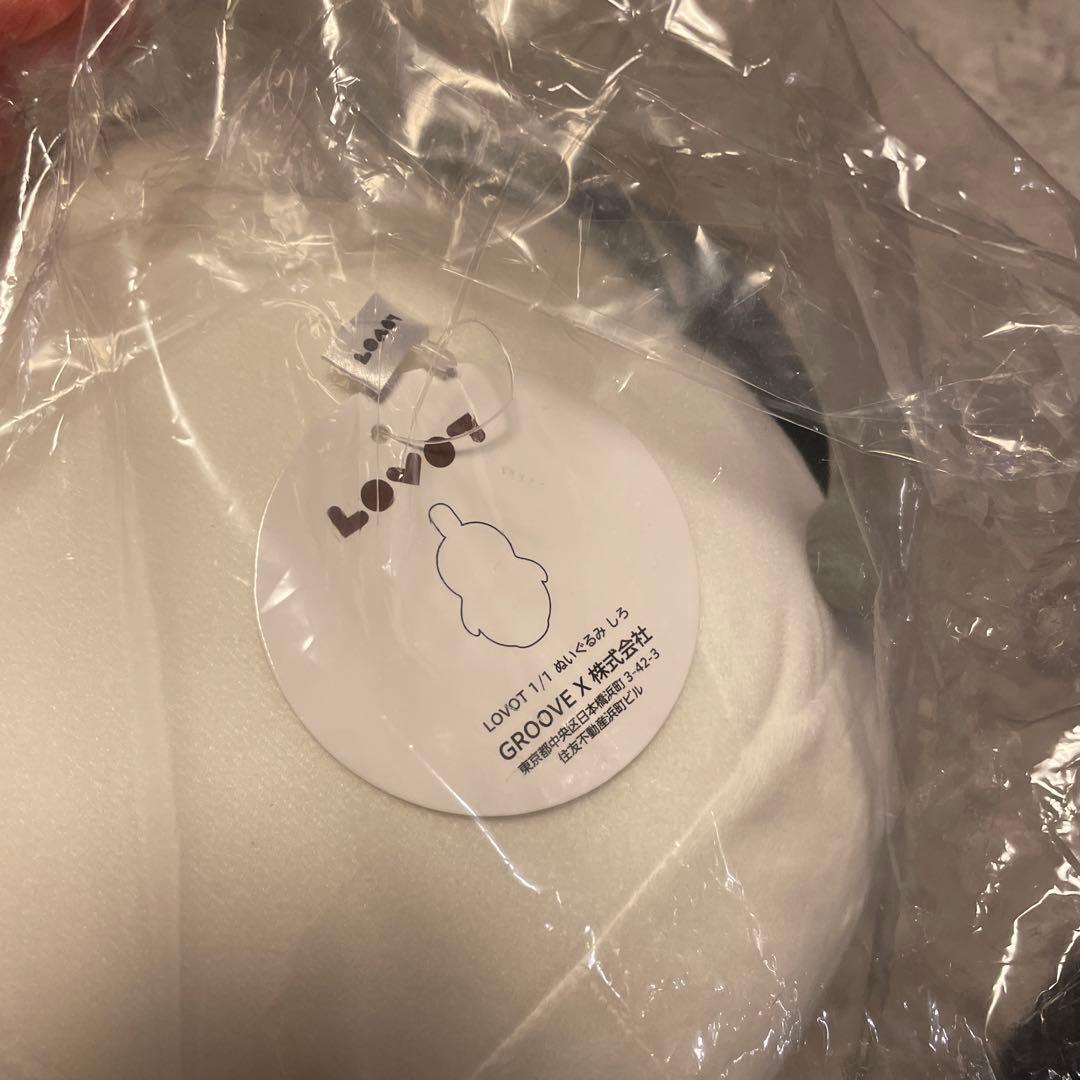 LOVOT
LOVOT
LOVOT 1/1 ぬいぐるみ しろ
GROOVE X 株式会社
東京都中央区日本橋浜町 3-42-3
住友不動産浜町ビル